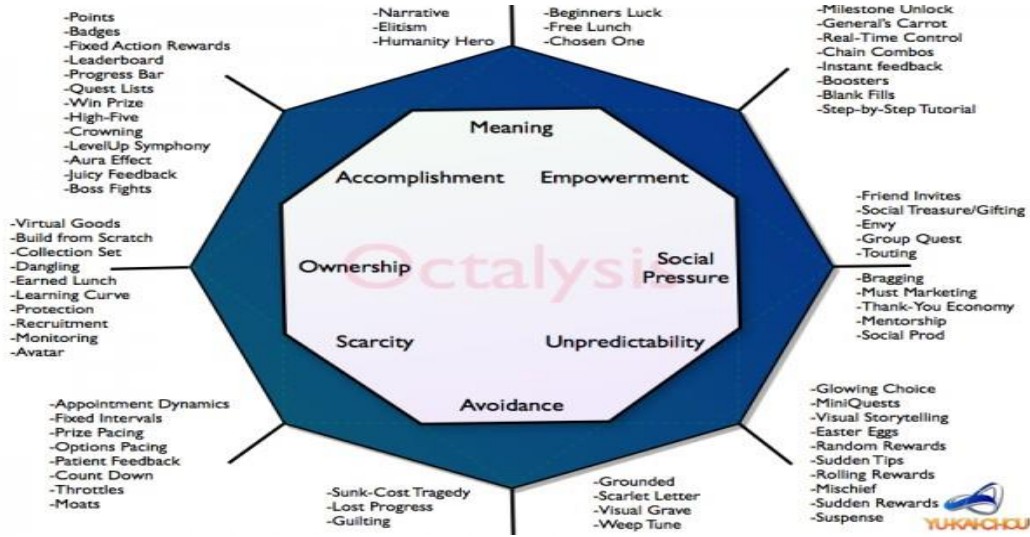 -Points
-Badges
-Fixed Action Rewards
-Leaderboard
-Progress Bar
-Quest Lists
-Win Prize
-High-Five
-Crowning
-LevelUp Symphony
-Aura Effect
-Juicy Feedback
-Boss Fights
-Narrative
-Elitism
-Humanity Hero
-Beginners Luck
-Free Lunch
-Chosen One
-Milestone Unlock
-General's Carrot
-Real-Time Control
-Chain Combos
-Instant feedback
-Boosters
-Blank Fills
-Step-by-Step Tutorial
Meaning
Accomplishment
Empowerment
-Virtual Goods
-Build from Scratch
-Collection Set
-Dangling
-Earned Lunch
-Learning Curve
-Protection
-Recruitment
-Monitoring
-Avatar
Ownership
Octalysis
Social
Pressure
-Friend Invites
-Social Treasure/Gifting
-Envy
-Group Quest
-Touting
-Bragging
-Must Marketing
-Thank-You Economy
-Mentorship
-Social Prod
Scarcity
Unpredictability
Avoidance
-Appointment Dynamics
-Fixed Intervals
-Prize Pacing
-Options Pacing
-Patient Feedback
-Count Down
-Throttles
-Moats
-Sunk-Cost Tragedy
-Lost Progress
-Guilting
-Grounded
-Scarlet Letter
-Visual Grave
-Weep Tune
-Glowing Choice
-MiniQuests
-Visual Storytelling
-Easter Eggs
-Random Rewards
-Sudden Tips
-Rolling Rewards
-Mischief
-Sudden Rewards
-Suspense
YU-KAI CHOU